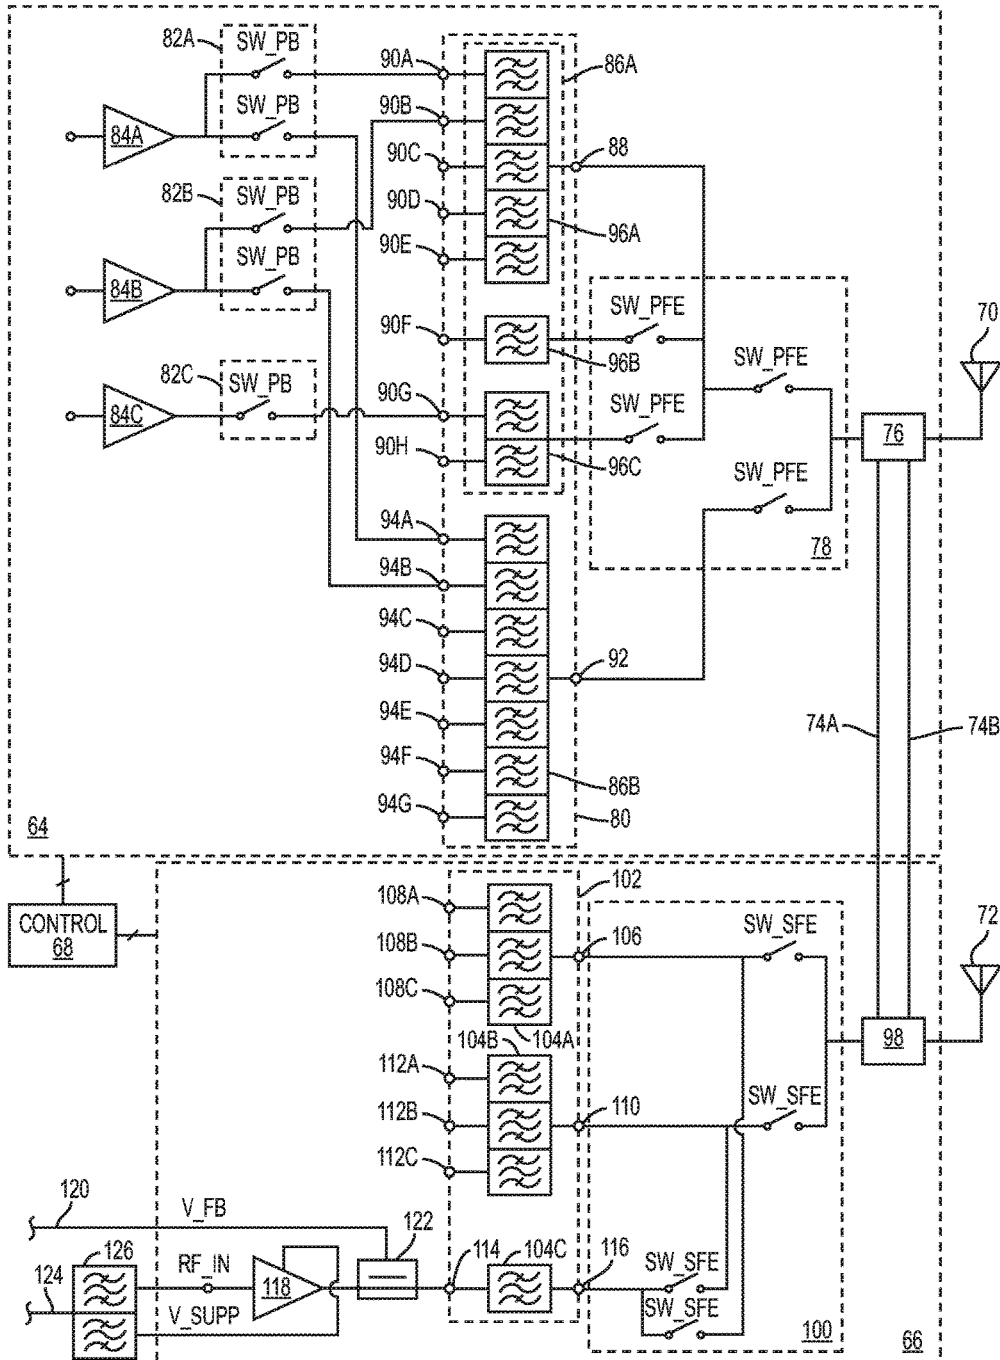 82A
SW_PB
90A
86A
SW_PB
90B
84A
90C
88
82B
SW_PB
90D
96A
SW_PB
90E
84B
90F
SW_PFE
70
82C
SW_PB
96B
SW_PFE
90G
SW_PFE
84C
76
90H
96C
SW_PFE
94A
78
94B
94C
94D
92
94E
74A
74B
94F
86B
94G
80
64
CONTROL
68
108A
102
72
SW_SFE
108B
106
108C
104B
104A
98
112A
SW_SFE
112B
110
112C
120
V_FB
122
126
RF_IN
114
104C
116
SW_SFE
124
118
V_SUPP
SW_SFE
100
66